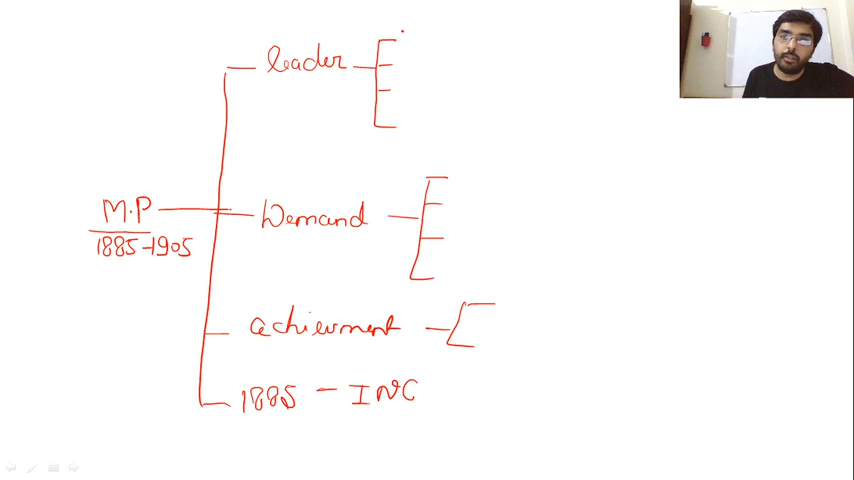 leader
M.P
1885-1905
Demand
achievment
1885 - INC